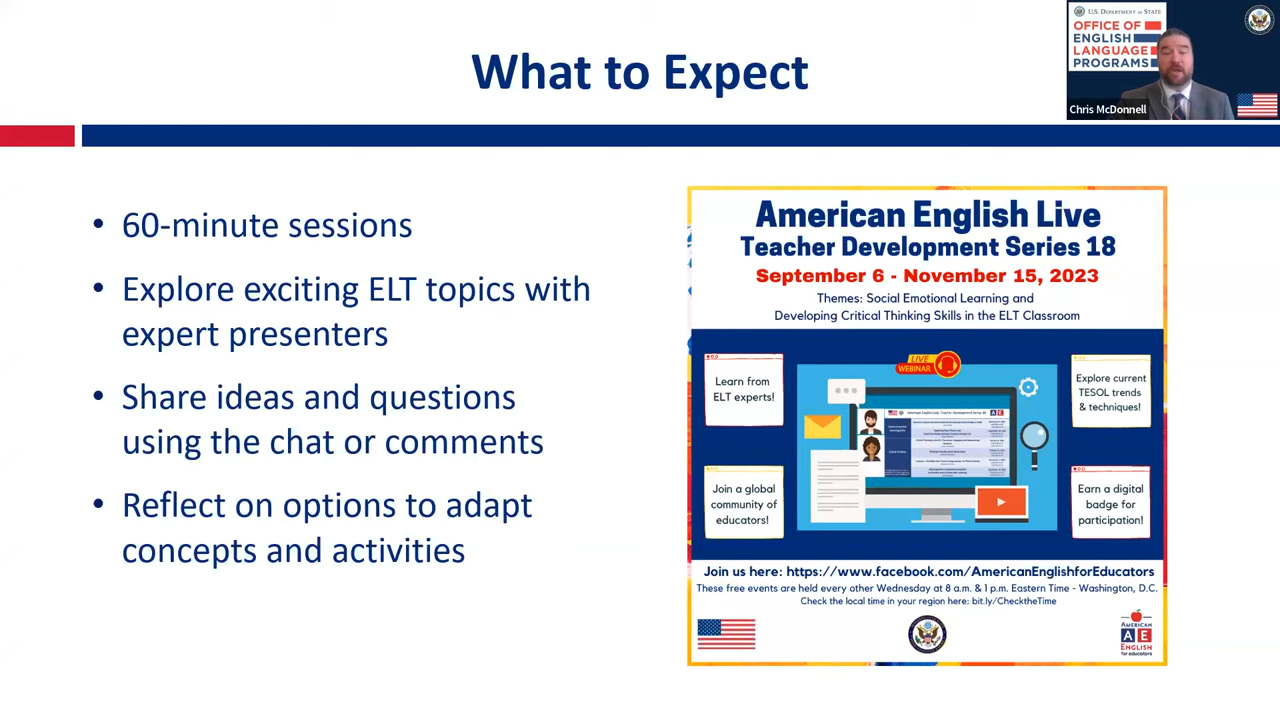 What to Expect
U.S. DEPARTMENT OF STATE
OFFICE OF
ENGLISH
LANGUAGE
PROGRAMS
Chris McDonnell
• 60-minute sessions
• Explore exciting ELT topics with
expert presenters
• Share ideas and questions
using the chat or comments
• Reflect on options to adapt
concepts and activities
American English Live
Teacher Development Series 18
September 6 - November 15, 2023
Themes: Social Emotional Learning and
Developing Critical Thinking Skills in the ELT Classroom
LIVE
WEBINAR
Learn from
ELT experts!
Explore current
TESOL trends
& techniques!
Join a global
community of
educators!
Earn a digital
badge for
participation!
Join us here: https://www.facebook.com/AmericanEnglishforEducators
These free events are held every other Wednesday at 8 a.m. & 1 p.m. Eastern Time - Washington, D.C.
Check the local time in your region here: bit.ly/ChecktheTime
AMERICAN
AE
ENGLISH
for educators